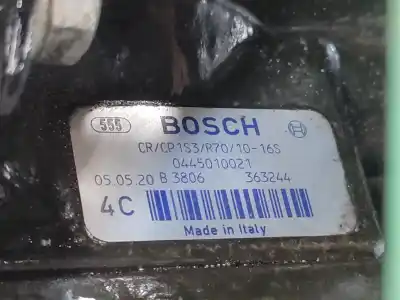 555 BOSCH
CR/CP1S3/R70/10-16S
0445010021
05.05.20 B 3806 363244
4C
Made in Italy